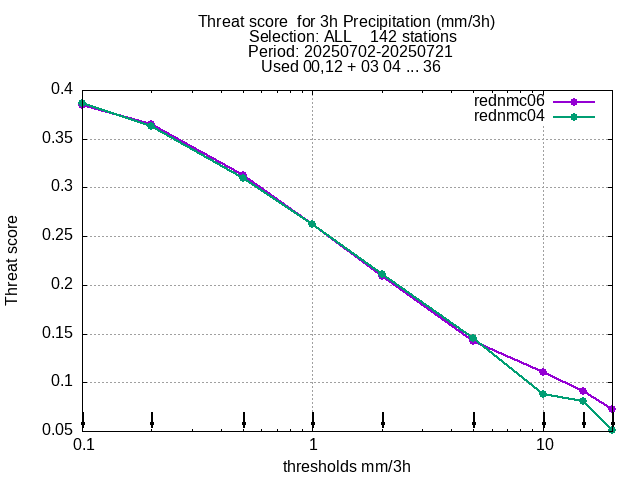 Threat score  for 3h Precipitation (mm/3h)
Selection: ALL    142 stations
Period: 20250702-20250721
Used 00,12 + 03 04 ... 36
rednmc06
rednmc04
0.4
0.35
0.3
0.25
0.2
0.15
0.1
0.05
Threat score
0.1
1
10
thresholds mm/3h